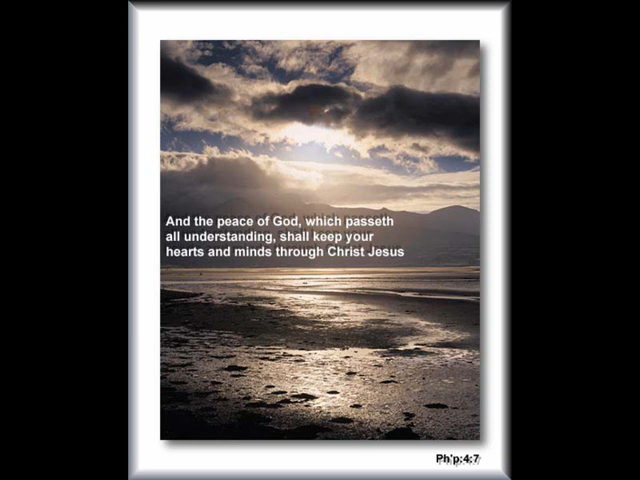 And the peace of God, which passeth
all understanding, shall keep your
hearts and minds through Christ Jesus
Ph'p:4:7